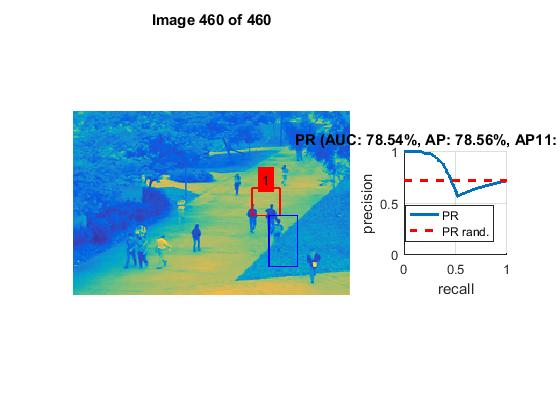 Image 460 of 460
PR (AUC: 78.54%, AP: 78.56%, AP11:
1
1
precision
0.5
PR
PR rand.
0
0
0.5
1
recall